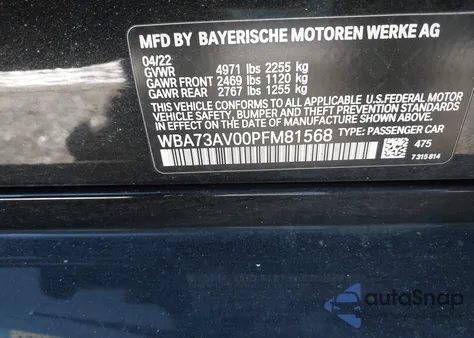 MFD BY BAYERISCHE MOTOREN WERKE AG
04/22
GVWR 4971 lbs 2255 kg
GAWR FRONT 2469 lbs 1120 kg
GAWR REAR 2767 lbs 1255 kg
THIS VEHICLE CONFORMS TO ALL APPLICABLE U.S. FEDERAL MOTOR
VEHICLE SAFETY, BUMPER, AND THEFT PREVENTION STANDARDS
IN EFFECT ON THE DATE OF MANUFACTURE SHOWN ABOVE.
WBA73AV00PFM81568 TYPE: PASSENGER CAR
475
7315814
autoSnap